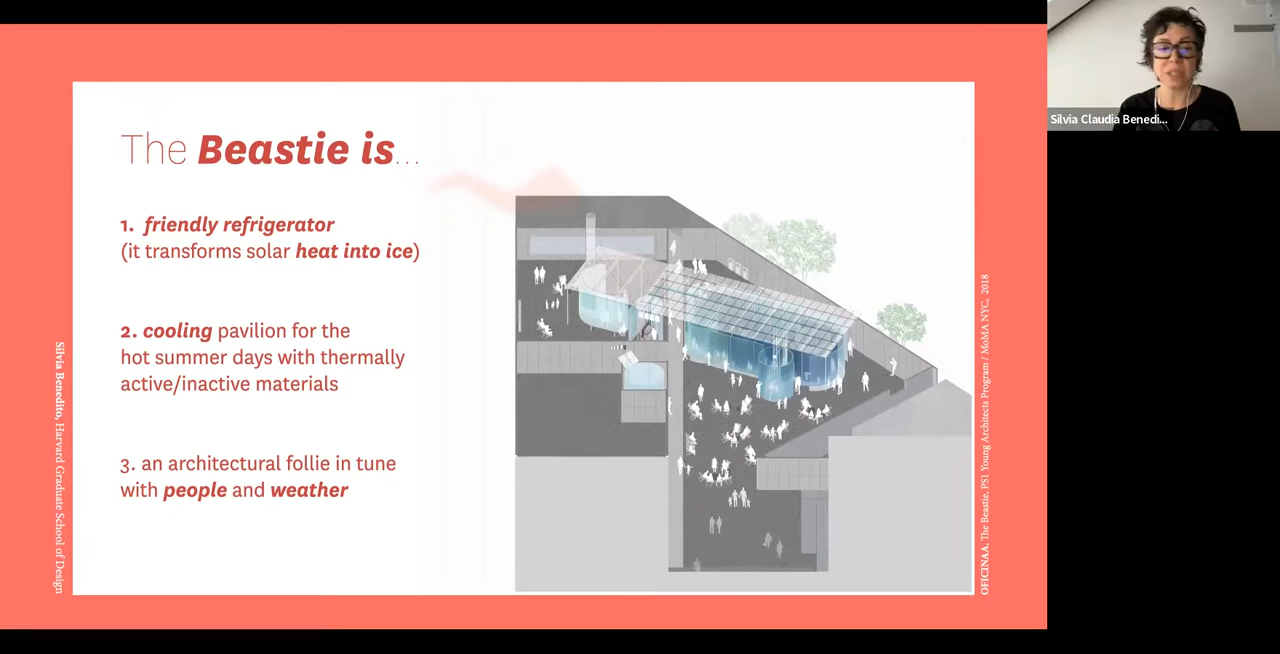 The Beastie is...
1. friendly refrigerator
(it transforms solar heat into ice)
2. cooling pavilion for the
hot summer days with thermally
active/inactive materials
3. an architectural follie in tune
with people and weather
Silvia Benedito, Harvard Graduate School of Design
OFICINAA, The Beastie, PS1 Young Architects Program / MoMA NYC, 2018
Silvia Claudia Benedi...